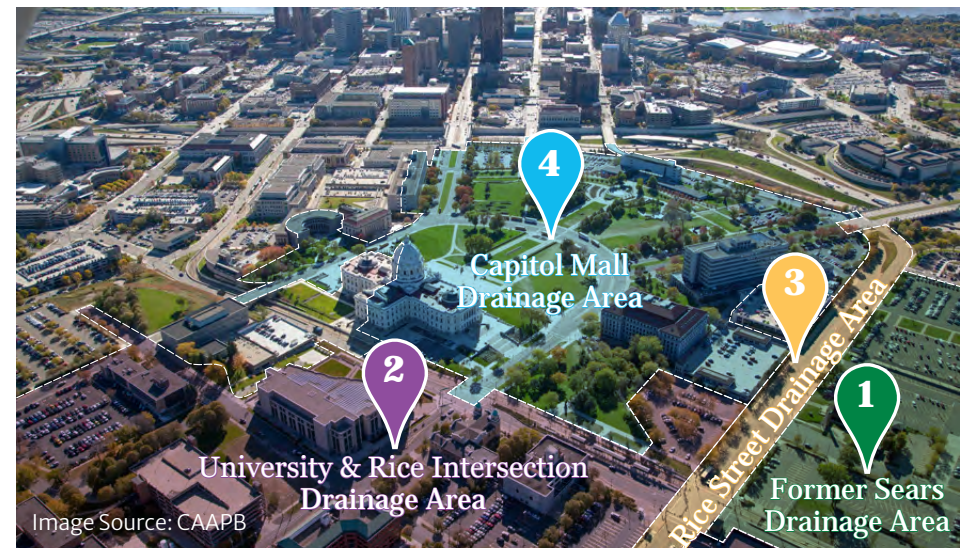 4
Capitol Mall
Drainage Area
3
Rice Street Drainage Area
2
University & Rice Intersection
Drainage Area
1
Former Sears
Drainage Area
Image Source: CAAPB